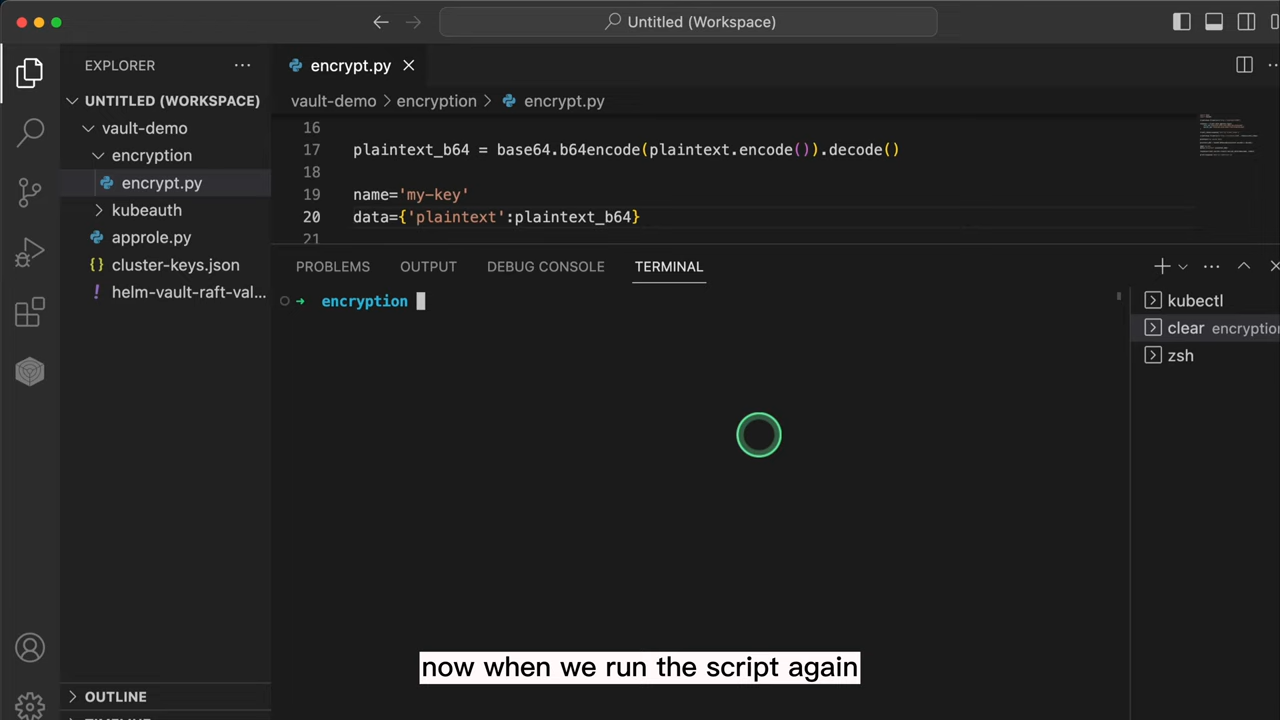 Untitled (Workspace)
EXPLORER
UNTITLED (WORKSPACE)
vault-demo
encryption
encrypt.py
kubeauth
approle.py
{} cluster-keys.json
! helm-vault-raft-val...
OUTLINE
encrypt.py
vault-demo > encryption > encrypt.py
16
17 plaintext_b64 = base64.b64encode(plaintext.encode()).decode()
18
19 name='my-key'
20 data={'plaintext':plaintext_b64}
21
PROBLEMS OUTPUT DEBUG CONSOLE TERMINAL
encryption
kubectl
clear encryption
zsh
now when we run the script again